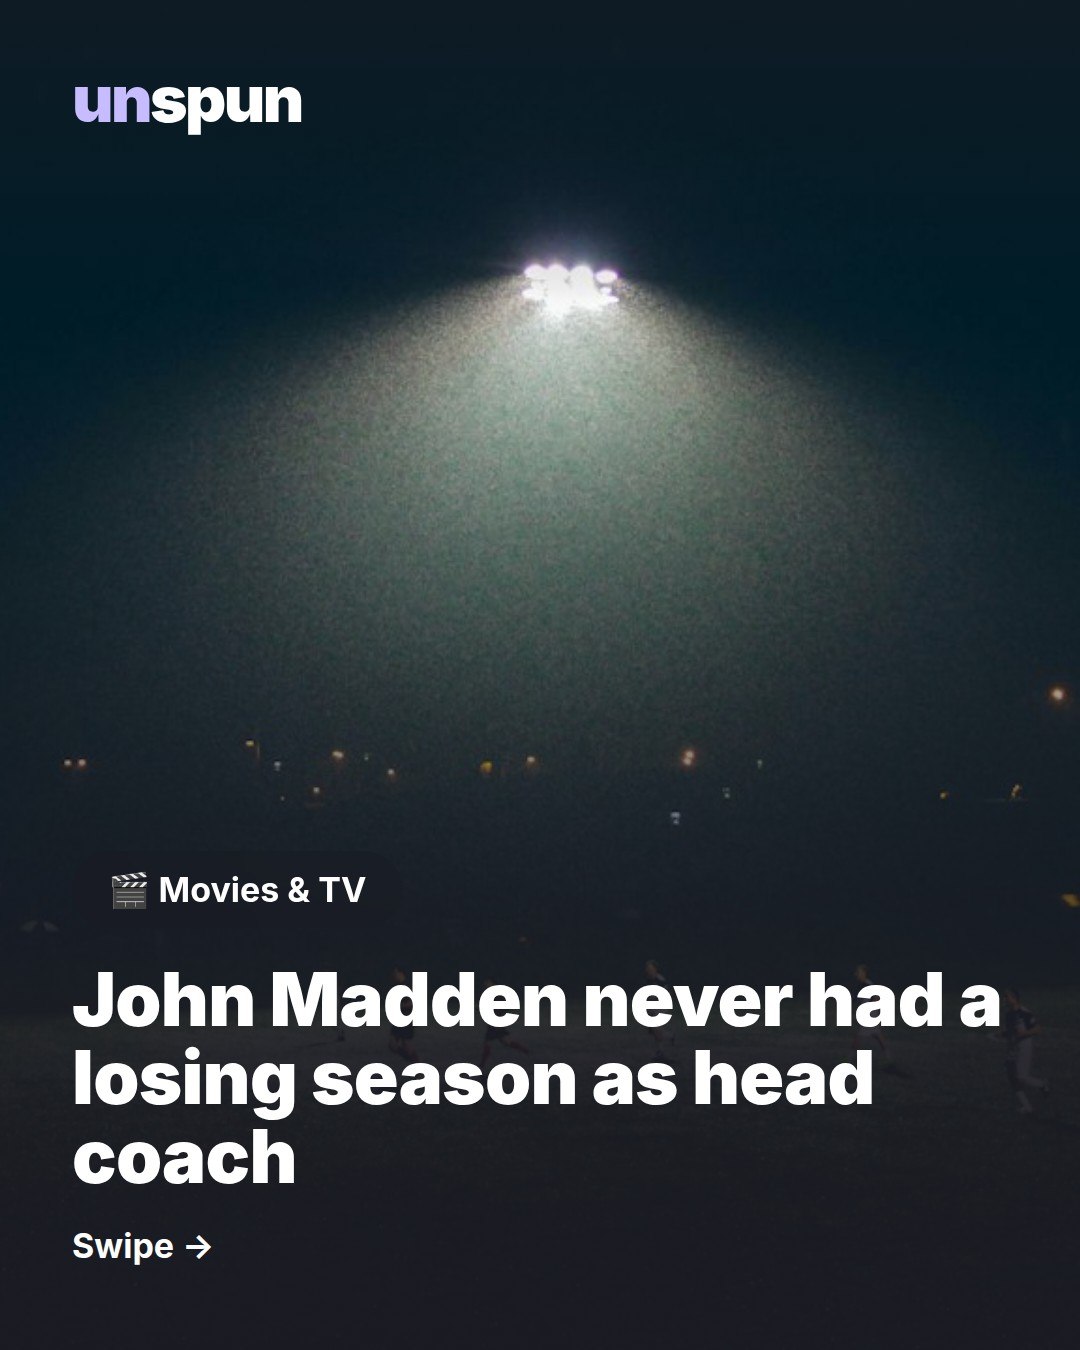 unspun
🎬 Movies & TV
John Madden never had a
losing season as head
coach
Swipe →